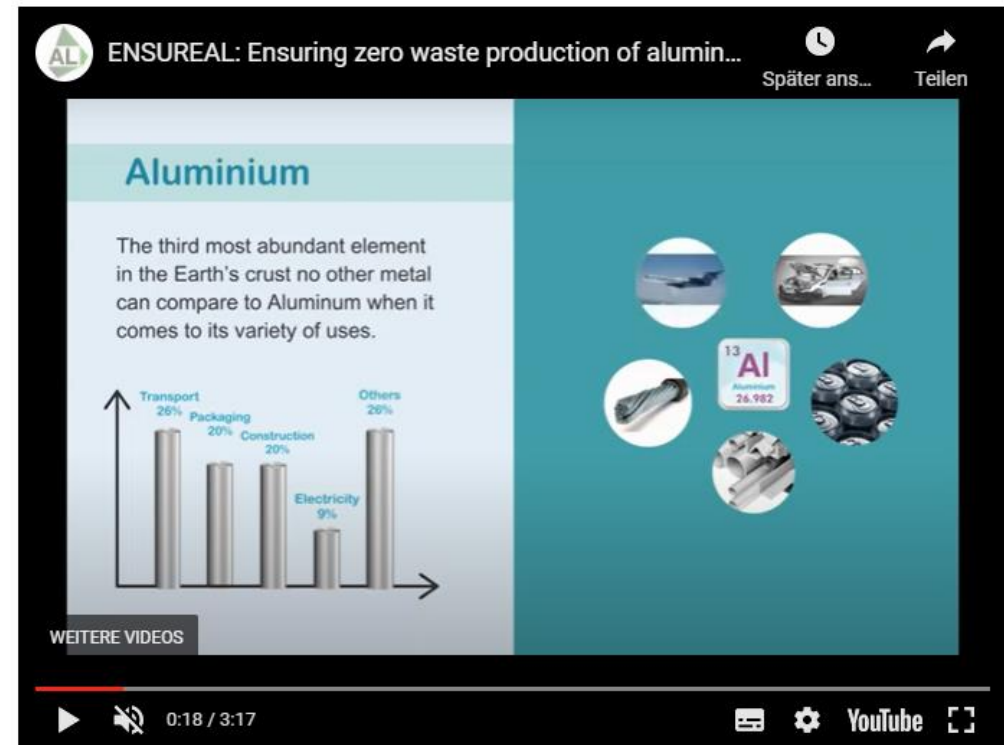 AL
ENSUREAL: Ensuring zero waste production of alumin...
Später ans...
Teilen
Aluminium
The third most abundant element
in the Earth's crust no other metal
can compare to Aluminum when it
comes to its variety of uses.
Transport
26%
Packaging
20%
Construction
20%
Electricity
9%
Others
26%
13
Al
Aluminium
26.982
WEITERE VIDEOS
0:18 / 3:17
YouTube